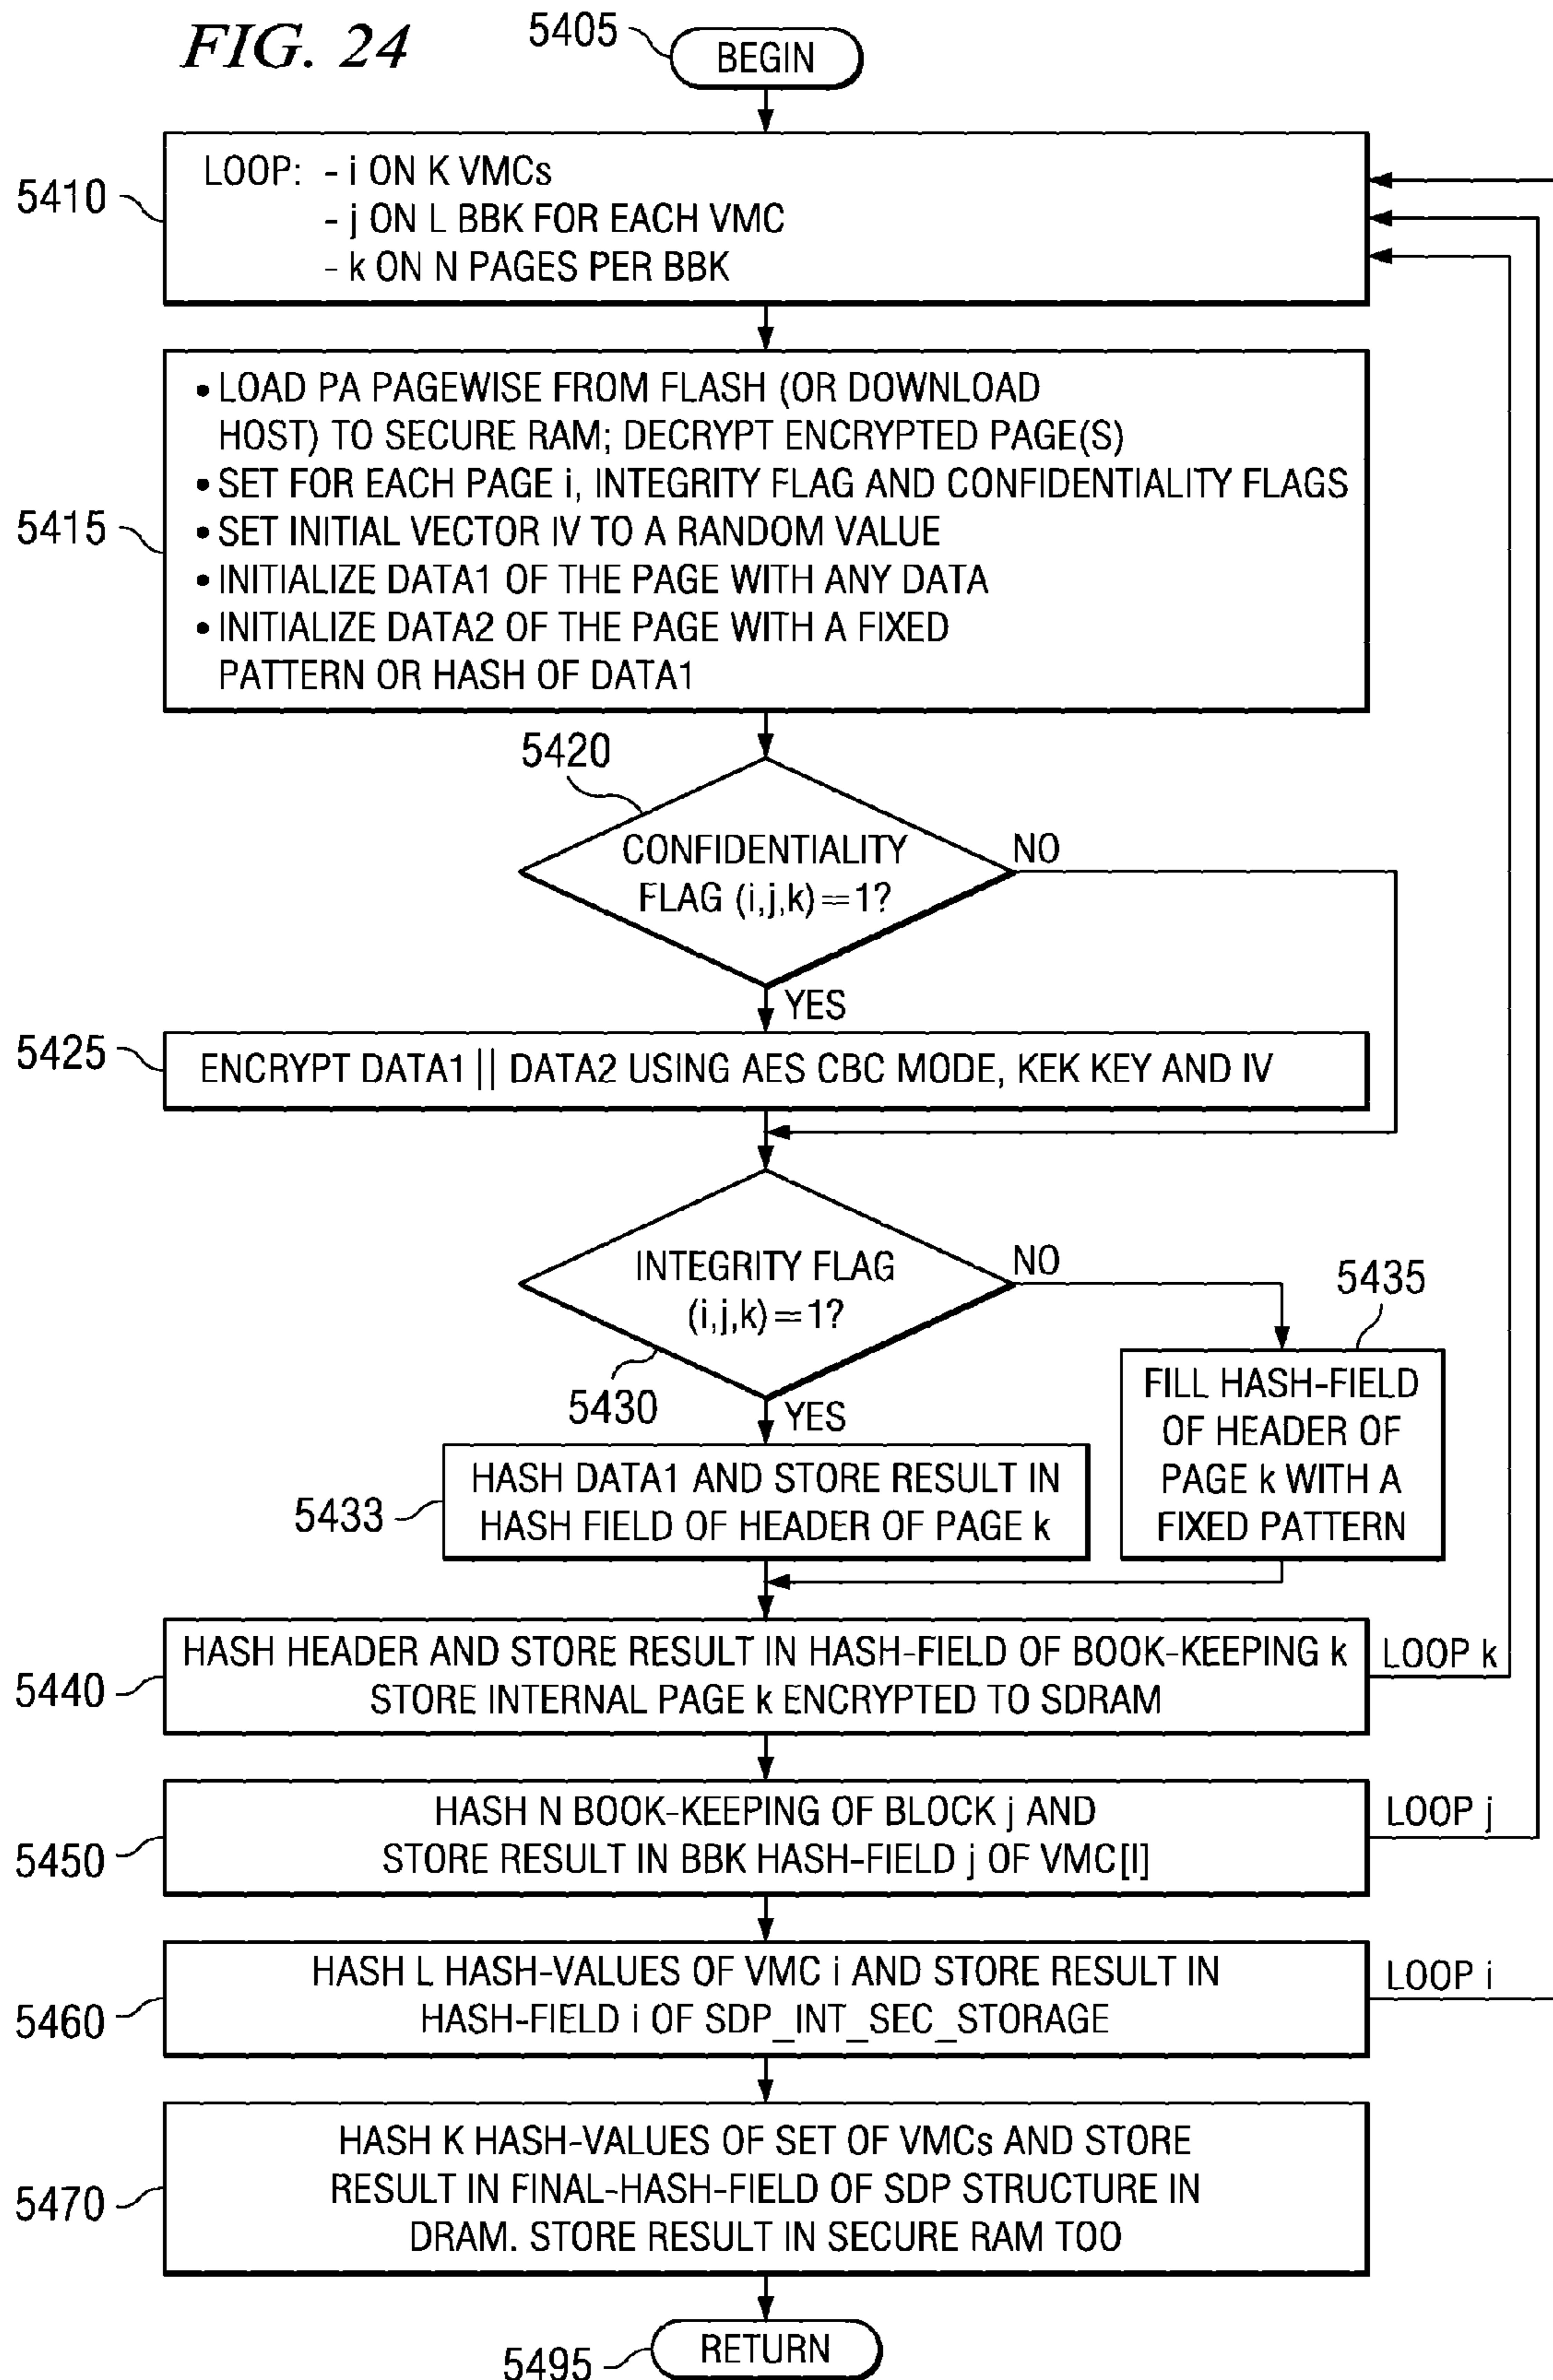 FIG. 24
5405
BEGIN
5410
LOOP: - i ON K VMCs
- j ON L BBK FOR EACH VMC
- k ON N PAGES PER BBK
5415
• LOAD PA PAGEWISE FROM FLASH (OR DOWNLOAD
HOST) TO SECURE RAM; DECRYPT ENCRYPTED PAGE(S)
• SET FOR EACH PAGE i, INTEGRITY FLAG AND CONFIDENTIALITY FLAGS
• SET INITIAL VECTOR IV TO A RANDOM VALUE
• INITIALIZE DATA1 OF THE PAGE WITH ANY DATA
• INITIALIZE DATA2 OF THE PAGE WITH A FIXED
PATTERN OR HASH OF DATA1
5420
CONFIDENTIALITY
FLAG (i,j,k)=1?
NO
YES
5425
ENCRYPT DATA1 || DATA2 USING AES CBC MODE, KEK KEY AND IV
INTEGRITY FLAG
(i,j,k)=1?
NO
5430
YES
5435
FILL HASH-FIELD
OF HEADER OF
PAGE k WITH A
FIXED PATTERN
5433
HASH DATA1 AND STORE RESULT IN
HASH FIELD OF HEADER OF PAGE k
5440
HASH HEADER AND STORE RESULT IN HASH-FIELD OF BOOK-KEEPING k
STORE INTERNAL PAGE k ENCRYPTED TO SDRAM
LOOP k
5450
HASH N BOOK-KEEPING OF BLOCK j AND
STORE RESULT IN BBK HASH-FIELD j OF VMC[I]
LOOP j
5460
HASH L HASH-VALUES OF VMC i AND STORE RESULT IN
HASH-FIELD i OF SDP_INT_SEC_STORAGE
LOOP i
5470
HASH K HASH-VALUES OF SET OF VMCs AND STORE
RESULT IN FINAL-HASH-FIELD OF SDP STRUCTURE IN
DRAM. STORE RESULT IN SECURE RAM TOO
5495
RETURN